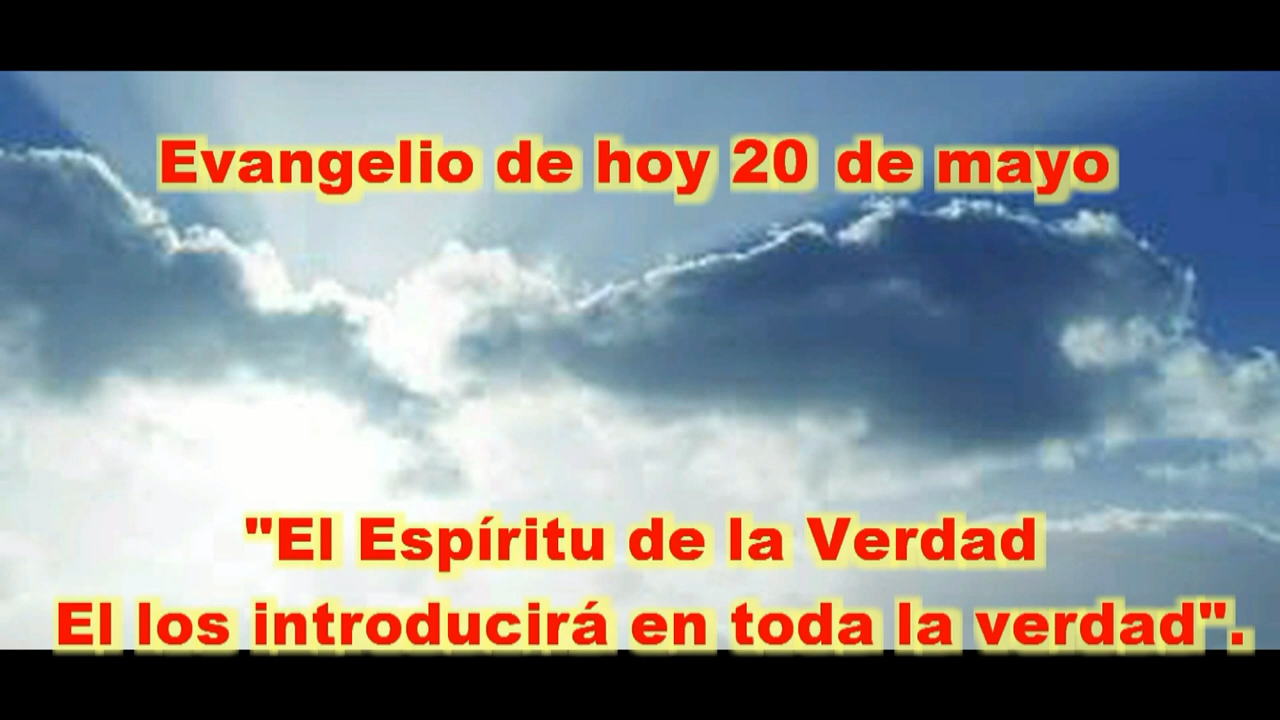 Evangelio de hoy 20 de mayo
"El Espíritu de la Verdad
El los introducirá en toda la verdad".